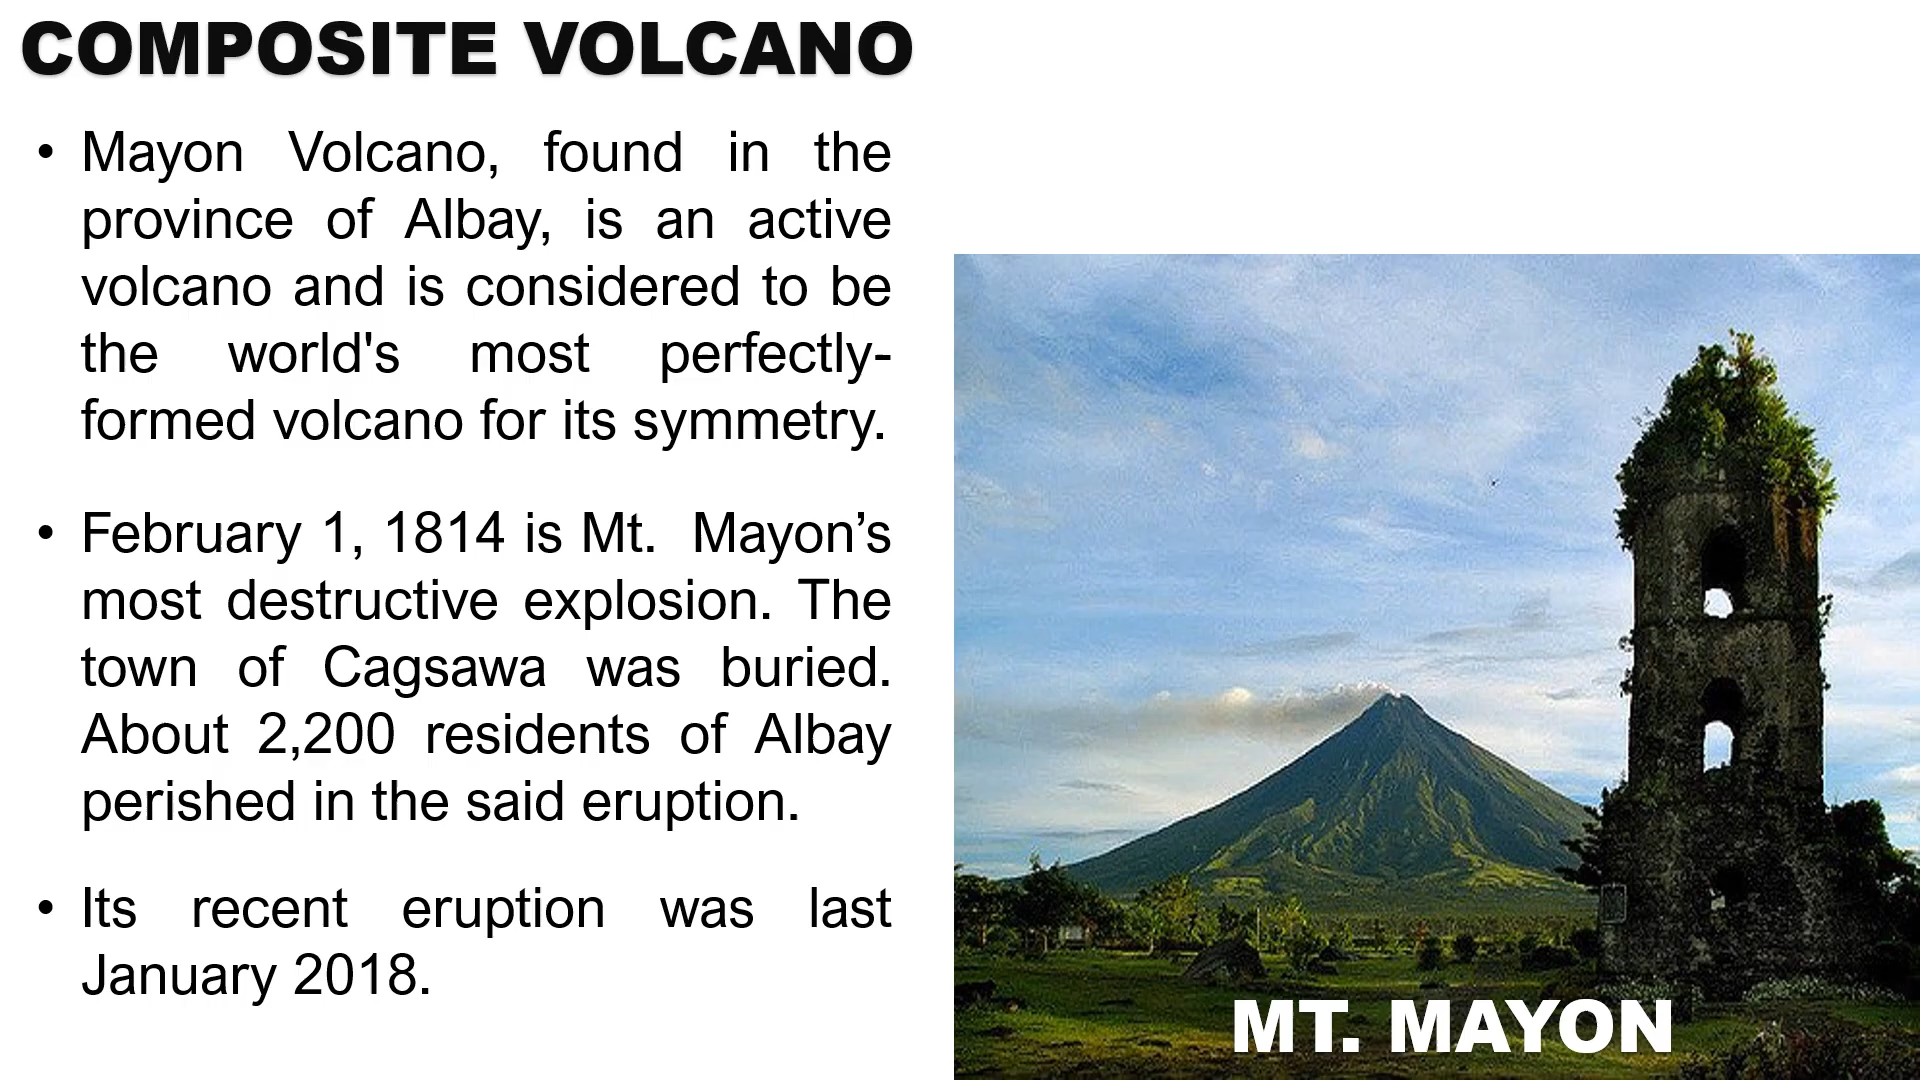 COMPOSITE VOLCANO
• Mayon Volcano, found in the
province of Albay, is an active
volcano and is considered to be
the world's most perfectly-
formed volcano for its symmetry.
• February 1, 1814 is Mt.  Mayon’s
most destructive explosion. The
town of Cagsawa was buried.
About 2,200 residents of Albay
perished in the said eruption.
• Its recent eruption was last
January 2018.
MT. MAYON